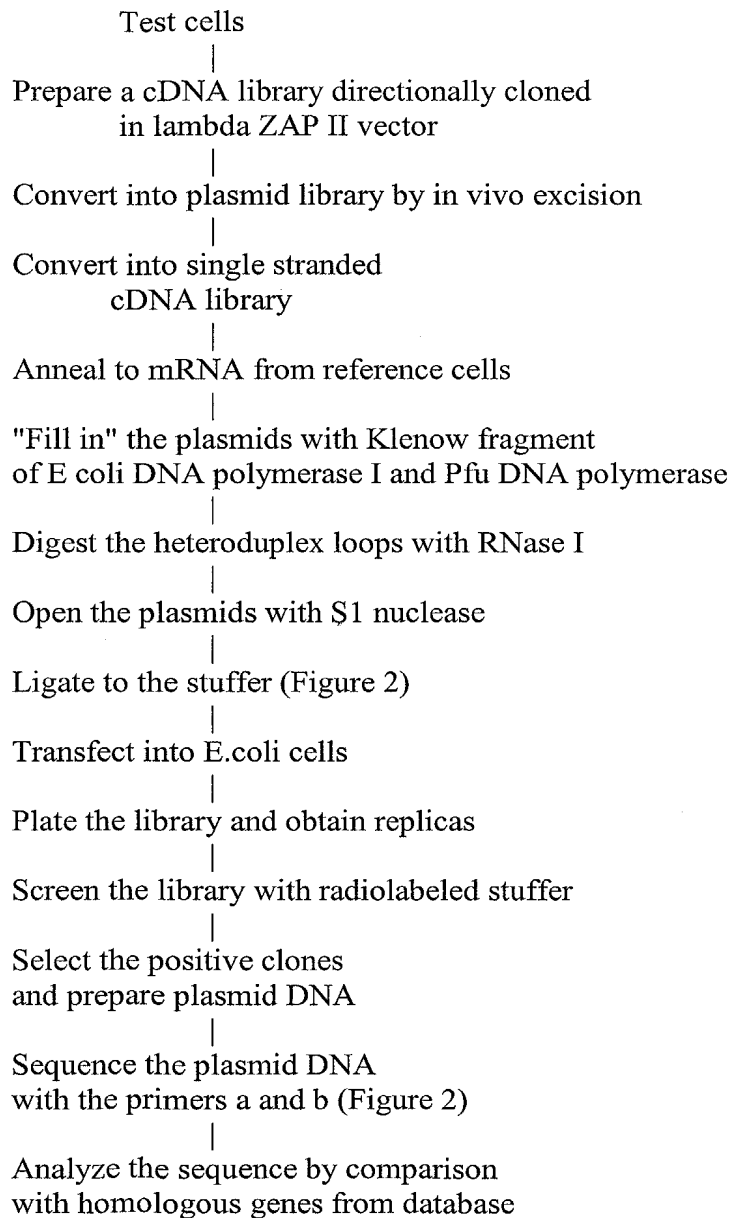 Test cells
Prepare a cDNA library directionally cloned
in lambda ZAP II vector
Convert into plasmid library by in vivo excision
Convert into single stranded
cDNA library
Anneal to mRNA from reference cells
"Fill in" the plasmids with Klenow fragment
of E coli DNA polymerase I and Pfu DNA polymerase
Digest the heteroduplex loops with RNase I
Open the plasmids with S1 nuclease
Ligate to the stuffer (Figure 2)
Transfect into E.coli cells
Plate the library and obtain replicas
Screen the library with radiolabeled stuffer
Select the positive clones
and prepare plasmid DNA
Sequence the plasmid DNA
with the primers a and b (Figure 2)
Analyze the sequence by comparison
with homologous genes from database